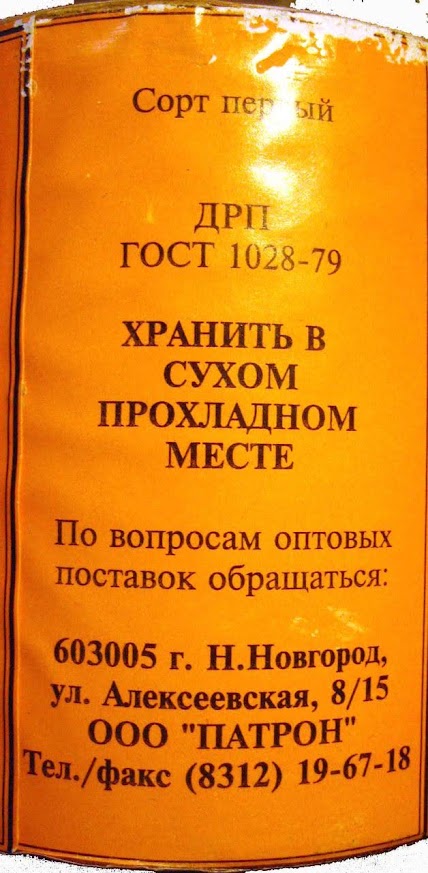 Сорт первый
ДРП
ГОСТ 1028-79
ХРАНИТЬ В
СУХОМ
ПРОХЛАДНОМ
МЕСТЕ
По вопросам оптовых
поставок обращаться:
603005 г. Н.Новгород,
ул. Алексеевская, 8/15
ООО "ПАТРОН"
Тел./факс (8312) 19-67-18